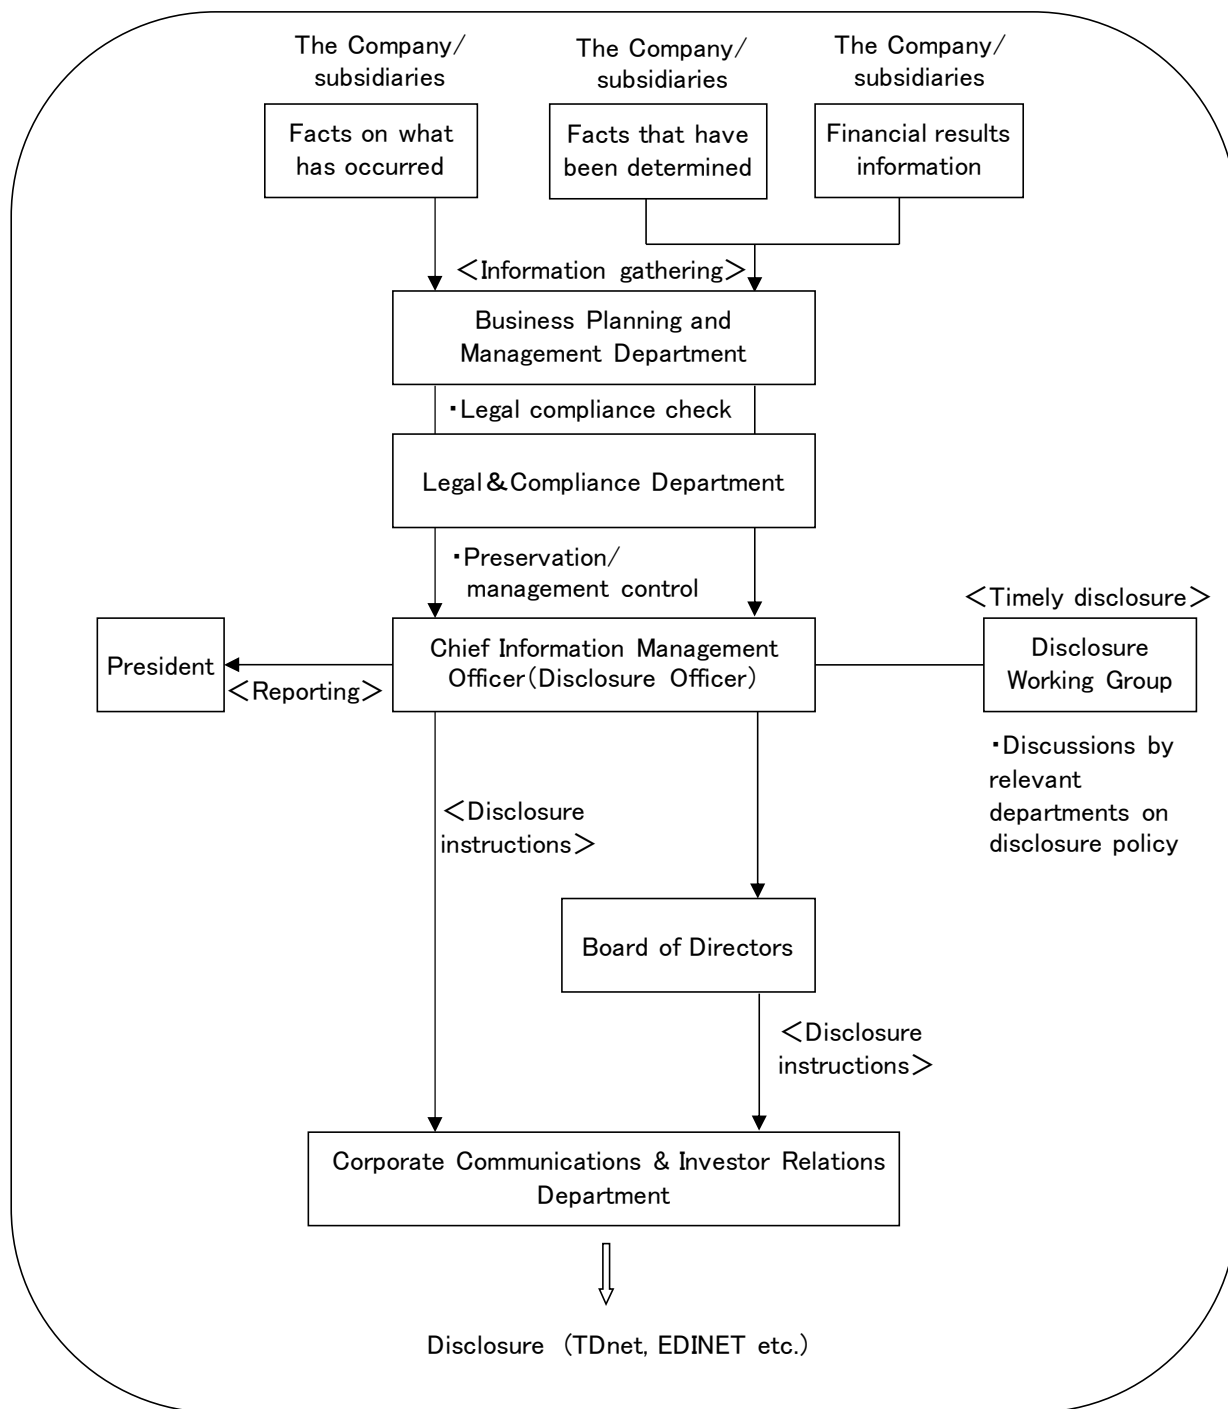 The Company/
subsidiaries
The Company/
subsidiaries
The Company/
subsidiaries
Facts on what
has occurred
Facts that have
been determined
Financial results
information
＜Information gathering＞
Business Planning and
Management Department
・Legal compliance check
Legal＆Compliance Department
・Preservation/
management control
＜Timely disclosure＞
President
＜Reporting＞
Chief Information Management
Officer（Disclosure Officer）
Disclosure
Working Group
・Discussions by
relevant
departments on
disclosure policy
＜Disclosure
instructions＞
Board of Directors
＜Disclosure
instructions＞
Corporate Communications & Investor Relations
Department
Disclosure （TDnet, EDINET etc.）